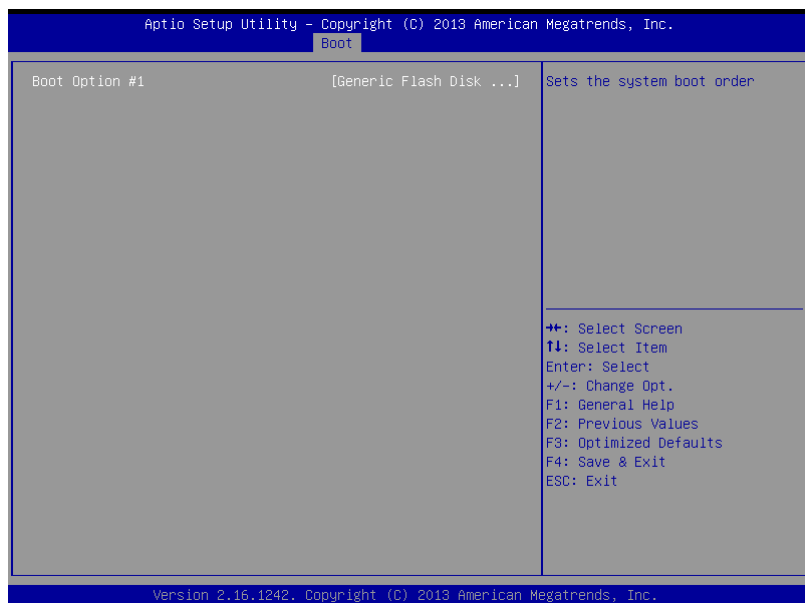 Aptio Setup Utility – Copyright (C) 2013 American Megatrends, Inc.
Boot
Boot Option #1 [Generic Flash Disk ...]
Sets the system boot order
→←: Select Screen
↑↓: Select Item
Enter: Select
+/-: Change Opt.
F1: General Help
F2: Previous Values
F3: Optimized Defaults
F4: Save & Exit
ESC: Exit
Version 2.16.1242. Copyright (C) 2013 American Megatrends, Inc.